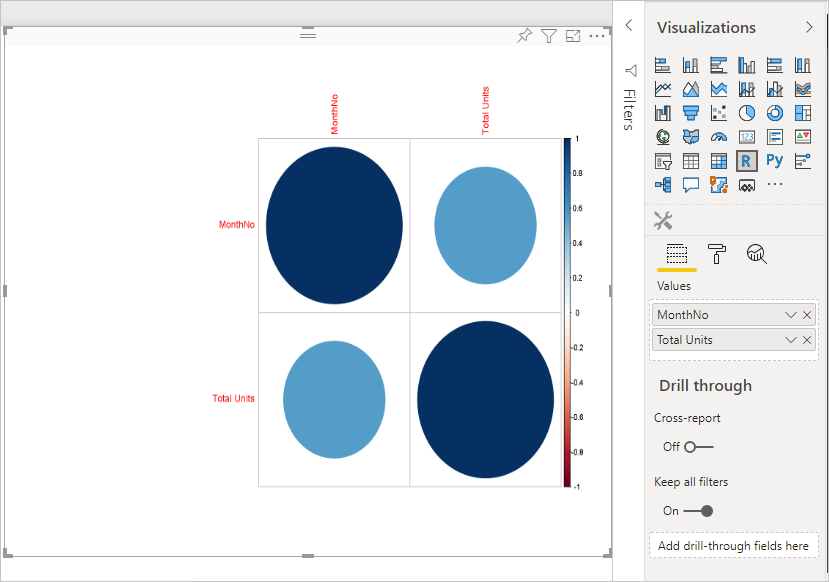 Visualizations
Filters
MonthNo
Total Units
MonthNo
Total Units
1
0.8
0.6
0.4
0.2
0
-0.2
-0.4
-0.6
-0.8
-1
123
R
Py
Values
MonthNo
Total Units
Drill through
Cross-report
Off
Keep all filters
On
Add drill-through fields here